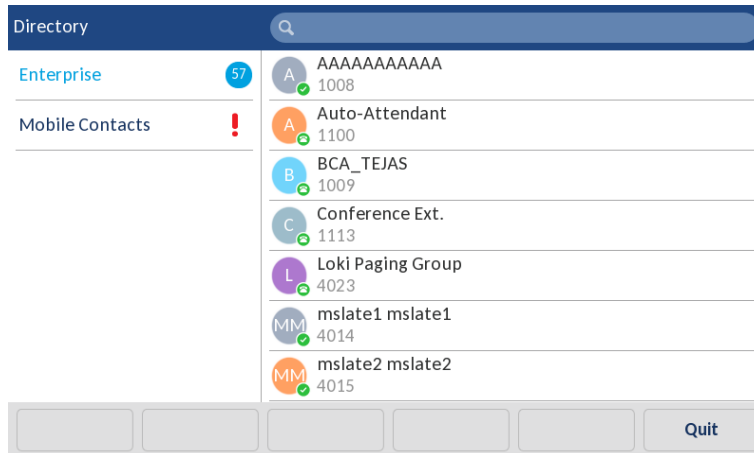 Directory
Enterprise
57
Mobile Contacts
A
AAAAAAAAAAA
1008
A
Auto-Attendant
1100
B
BCA_TEJAS
1009
C
Conference Ext.
1113
L
Loki Paging Group
4023
MM
mslate1 mslate1
4014
MM
mslate2 mslate2
4015
Quit